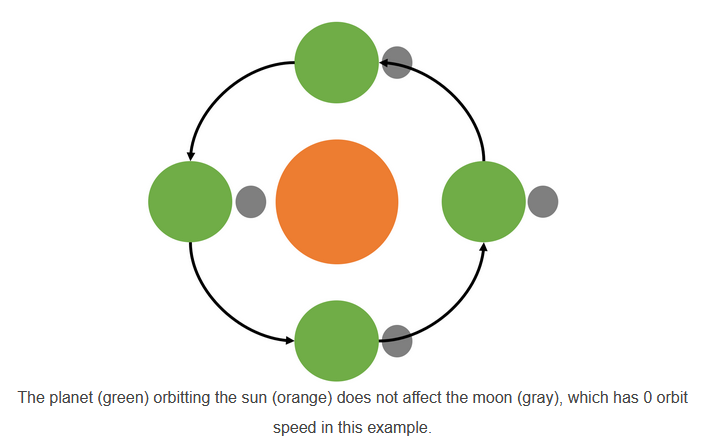 The planet (green) orbitting the sun (orange) does not affect the moon (gray), which has 0 orbit
speed in this example.